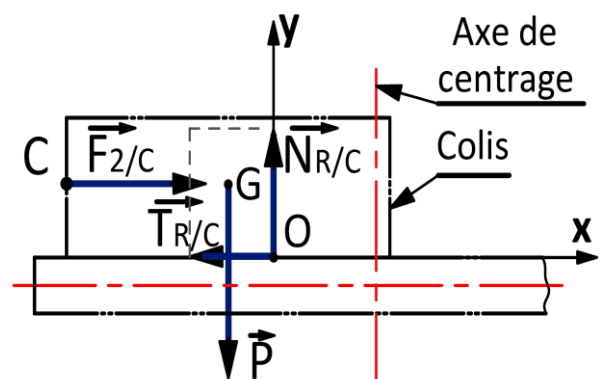 y
Axe de
centrage
C
F2/C
NR/C
Colis
G
TR/C
O
x
P